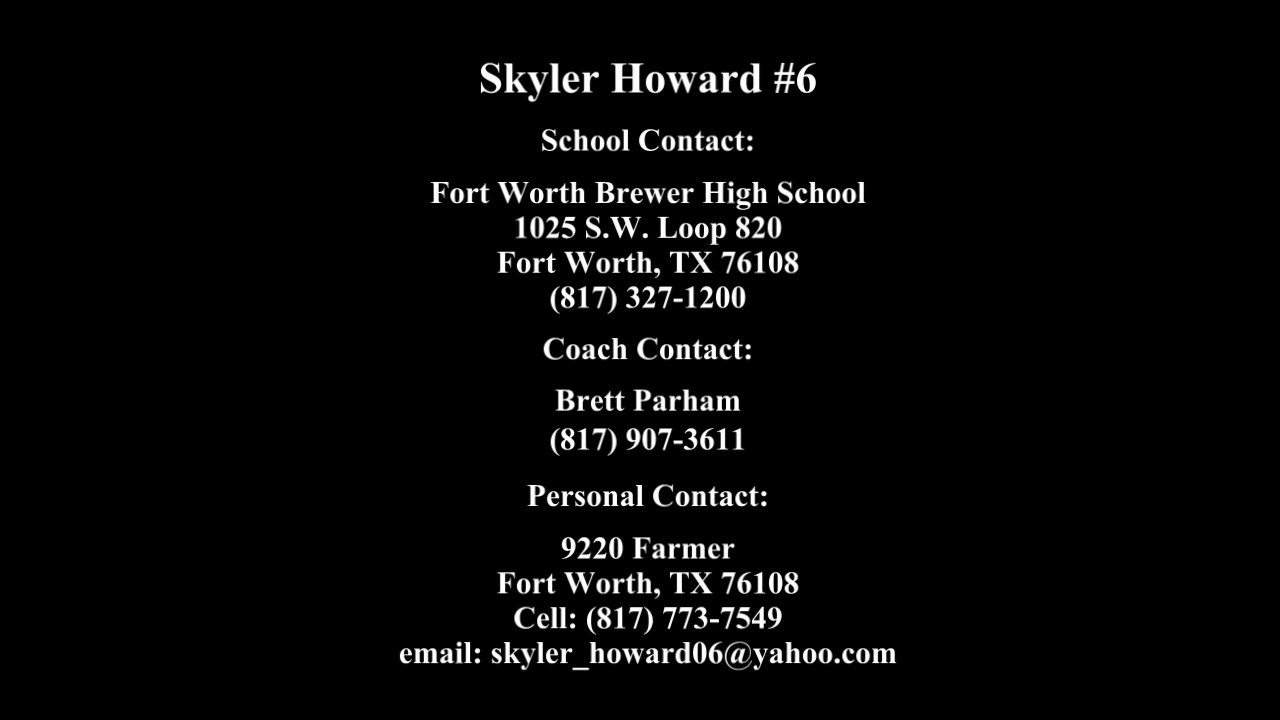 Skyler Howard #6
School Contact:
Fort Worth Brewer High School
1025 S.W. Loop 820
Fort Worth, TX 76108
(817) 327-1200
Coach Contact:
Brett Parham
(817) 907-3611
Personal Contact:
9220 Farmer
Fort Worth, TX 76108
Cell: (817) 773-7549
email: skyler_howard06@yahoo.com